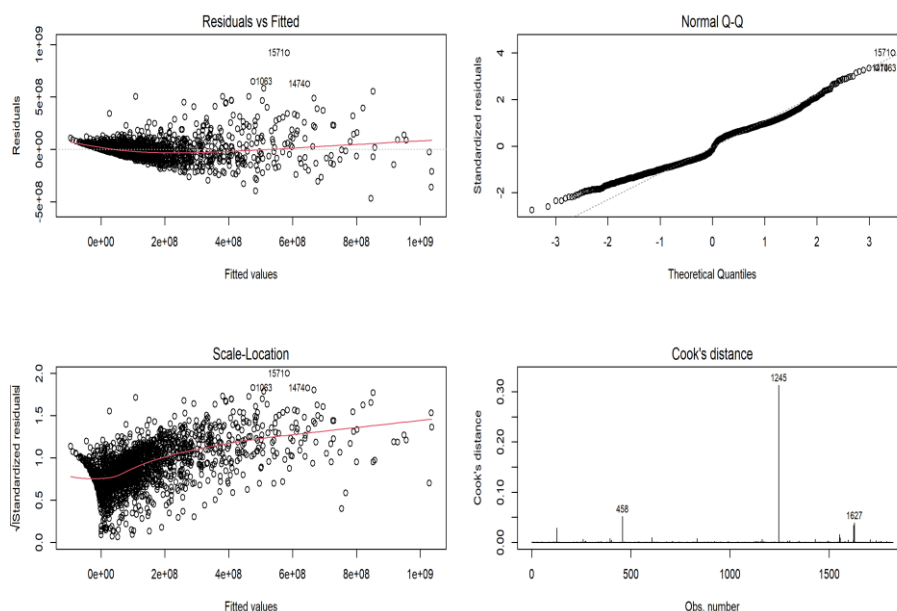 Residuals vs Fitted
Residuals
1e+09
5e+08
0e+00
-5e+08
1571
1063
1474
0e+00 2e+08 4e+08 6e+08 8e+08 1e+09
Fitted values
Normal Q-Q
Standardized residuals
4
2
0
-2
1571
1063
-3 -2 -1 0 1 2 3
Theoretical Quantiles
Scale-Location
√|Standardized residuals|
2.0
1.5
1.0
0.5
0.0
1571
1063
1474
0e+00 2e+08 4e+08 6e+08 8e+08 1e+09
Fitted values
Cook's distance
Cook's distance
0.30
0.20
0.10
0.00
1245
458
1627
0 500 1000 1500
Obs. number